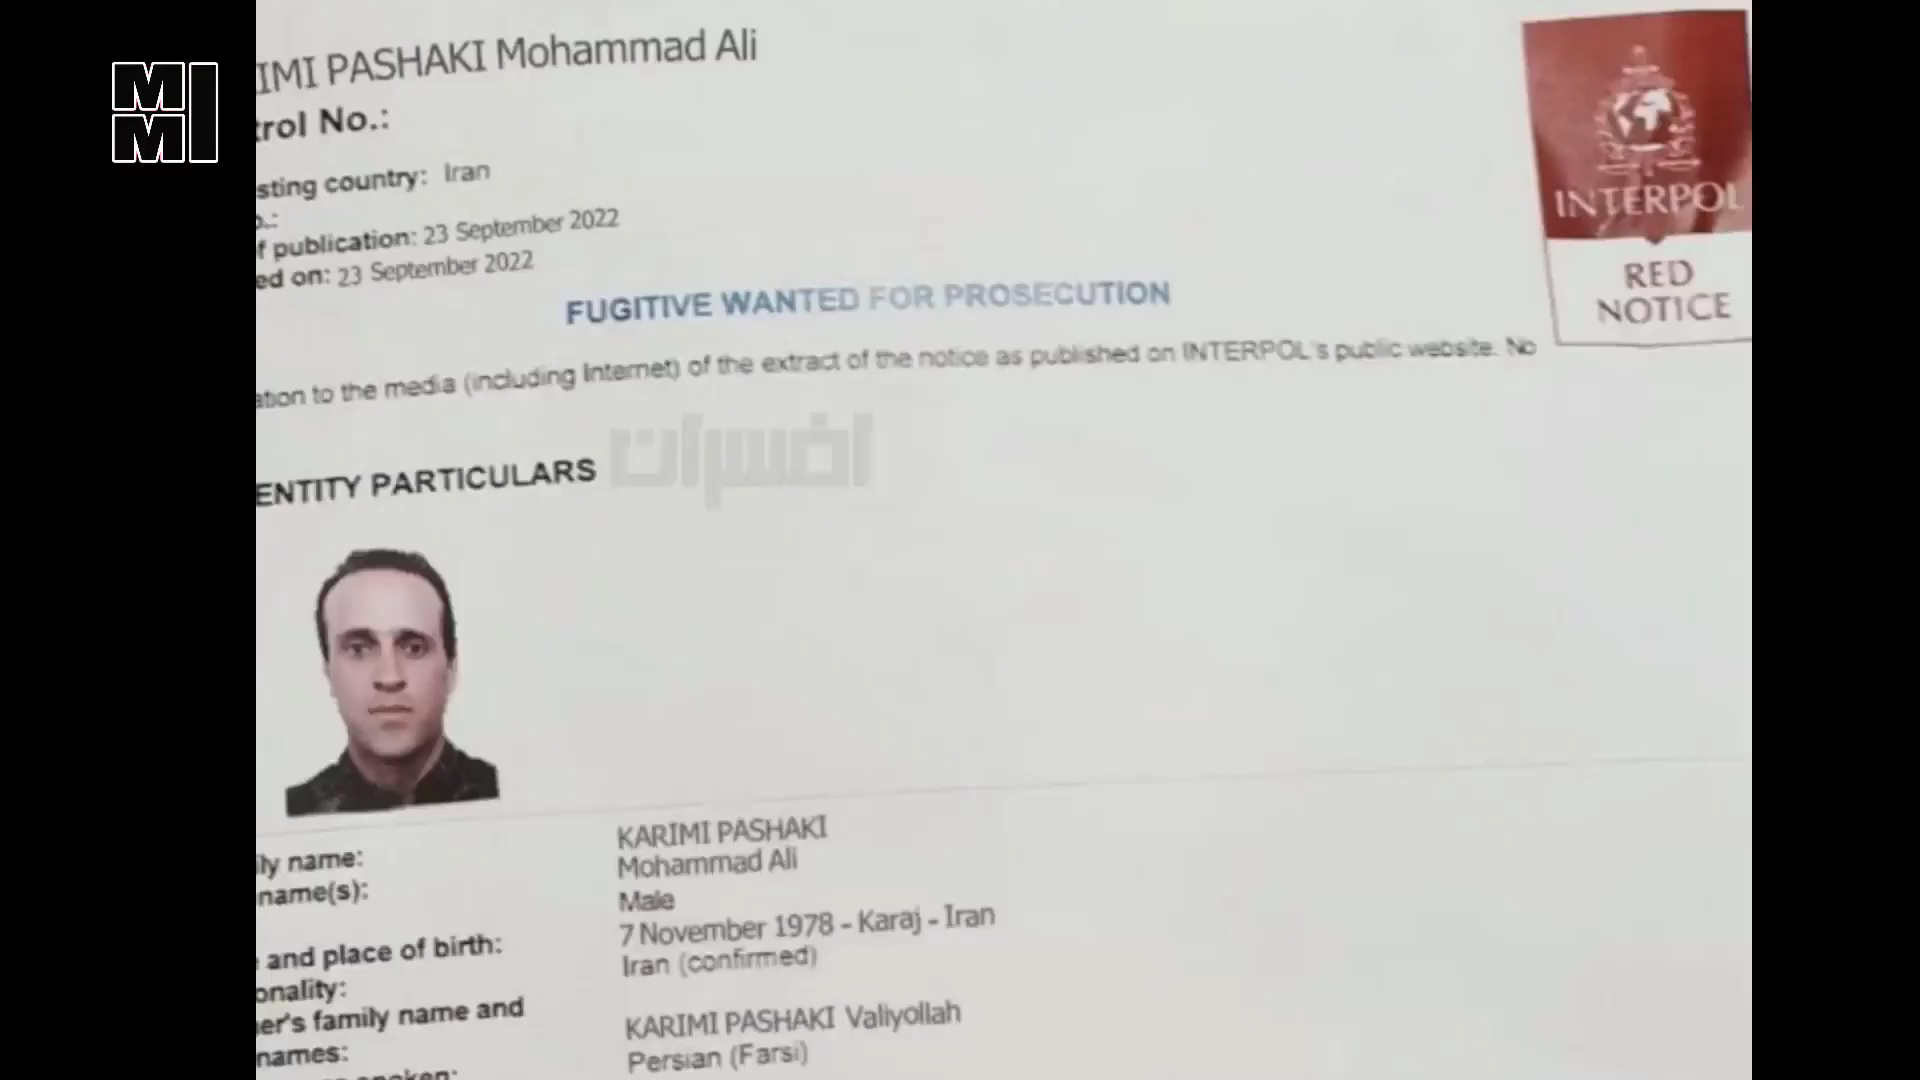 MMI
IMI PASHAKI Mohammad Ali
trol No.:
sting country: Iran
o.:
f publication: 23 September 2022
ed on: 23 September 2022
INTERPOL
RED
NOTICE
FUGITIVE WANTED FOR PROSECUTION
ation to the media (including Internet) of the extract of the notice as published on INTERPOL's public website. No
افسران
ENTITY PARTICULARS
ily name: KARIMI PASHAKI
name(s): Mohammad Ali
Male
and place of birth: 7 November 1978 - Karaj - Iran
onality: Iran (confirmed)
er's family name and
names: KARIMI PASHAKI Valiyollah
spoken: Persian (Farsi)